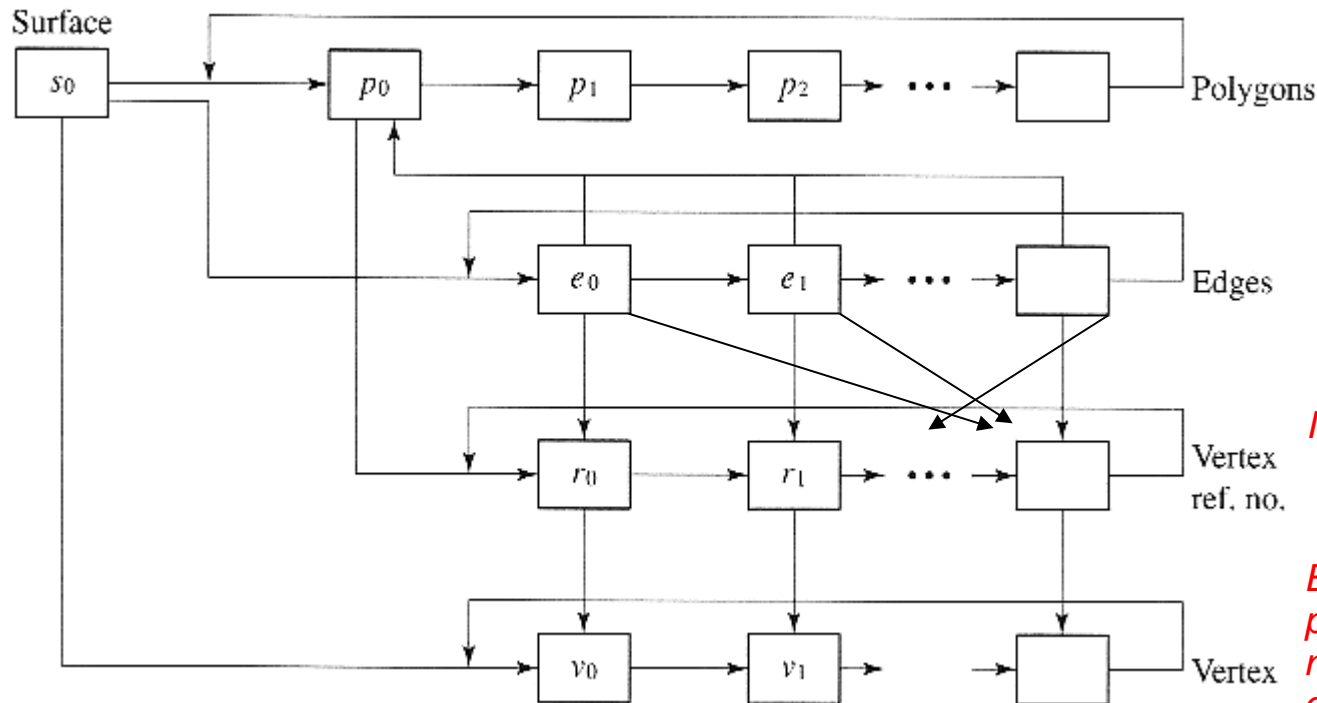 Surface
s0 p0 p1 p2 ••• Polygons
e0 e1 ••• Edges
r0 r1 ••• Vertex
ref, no,
v0 v1 Vertex